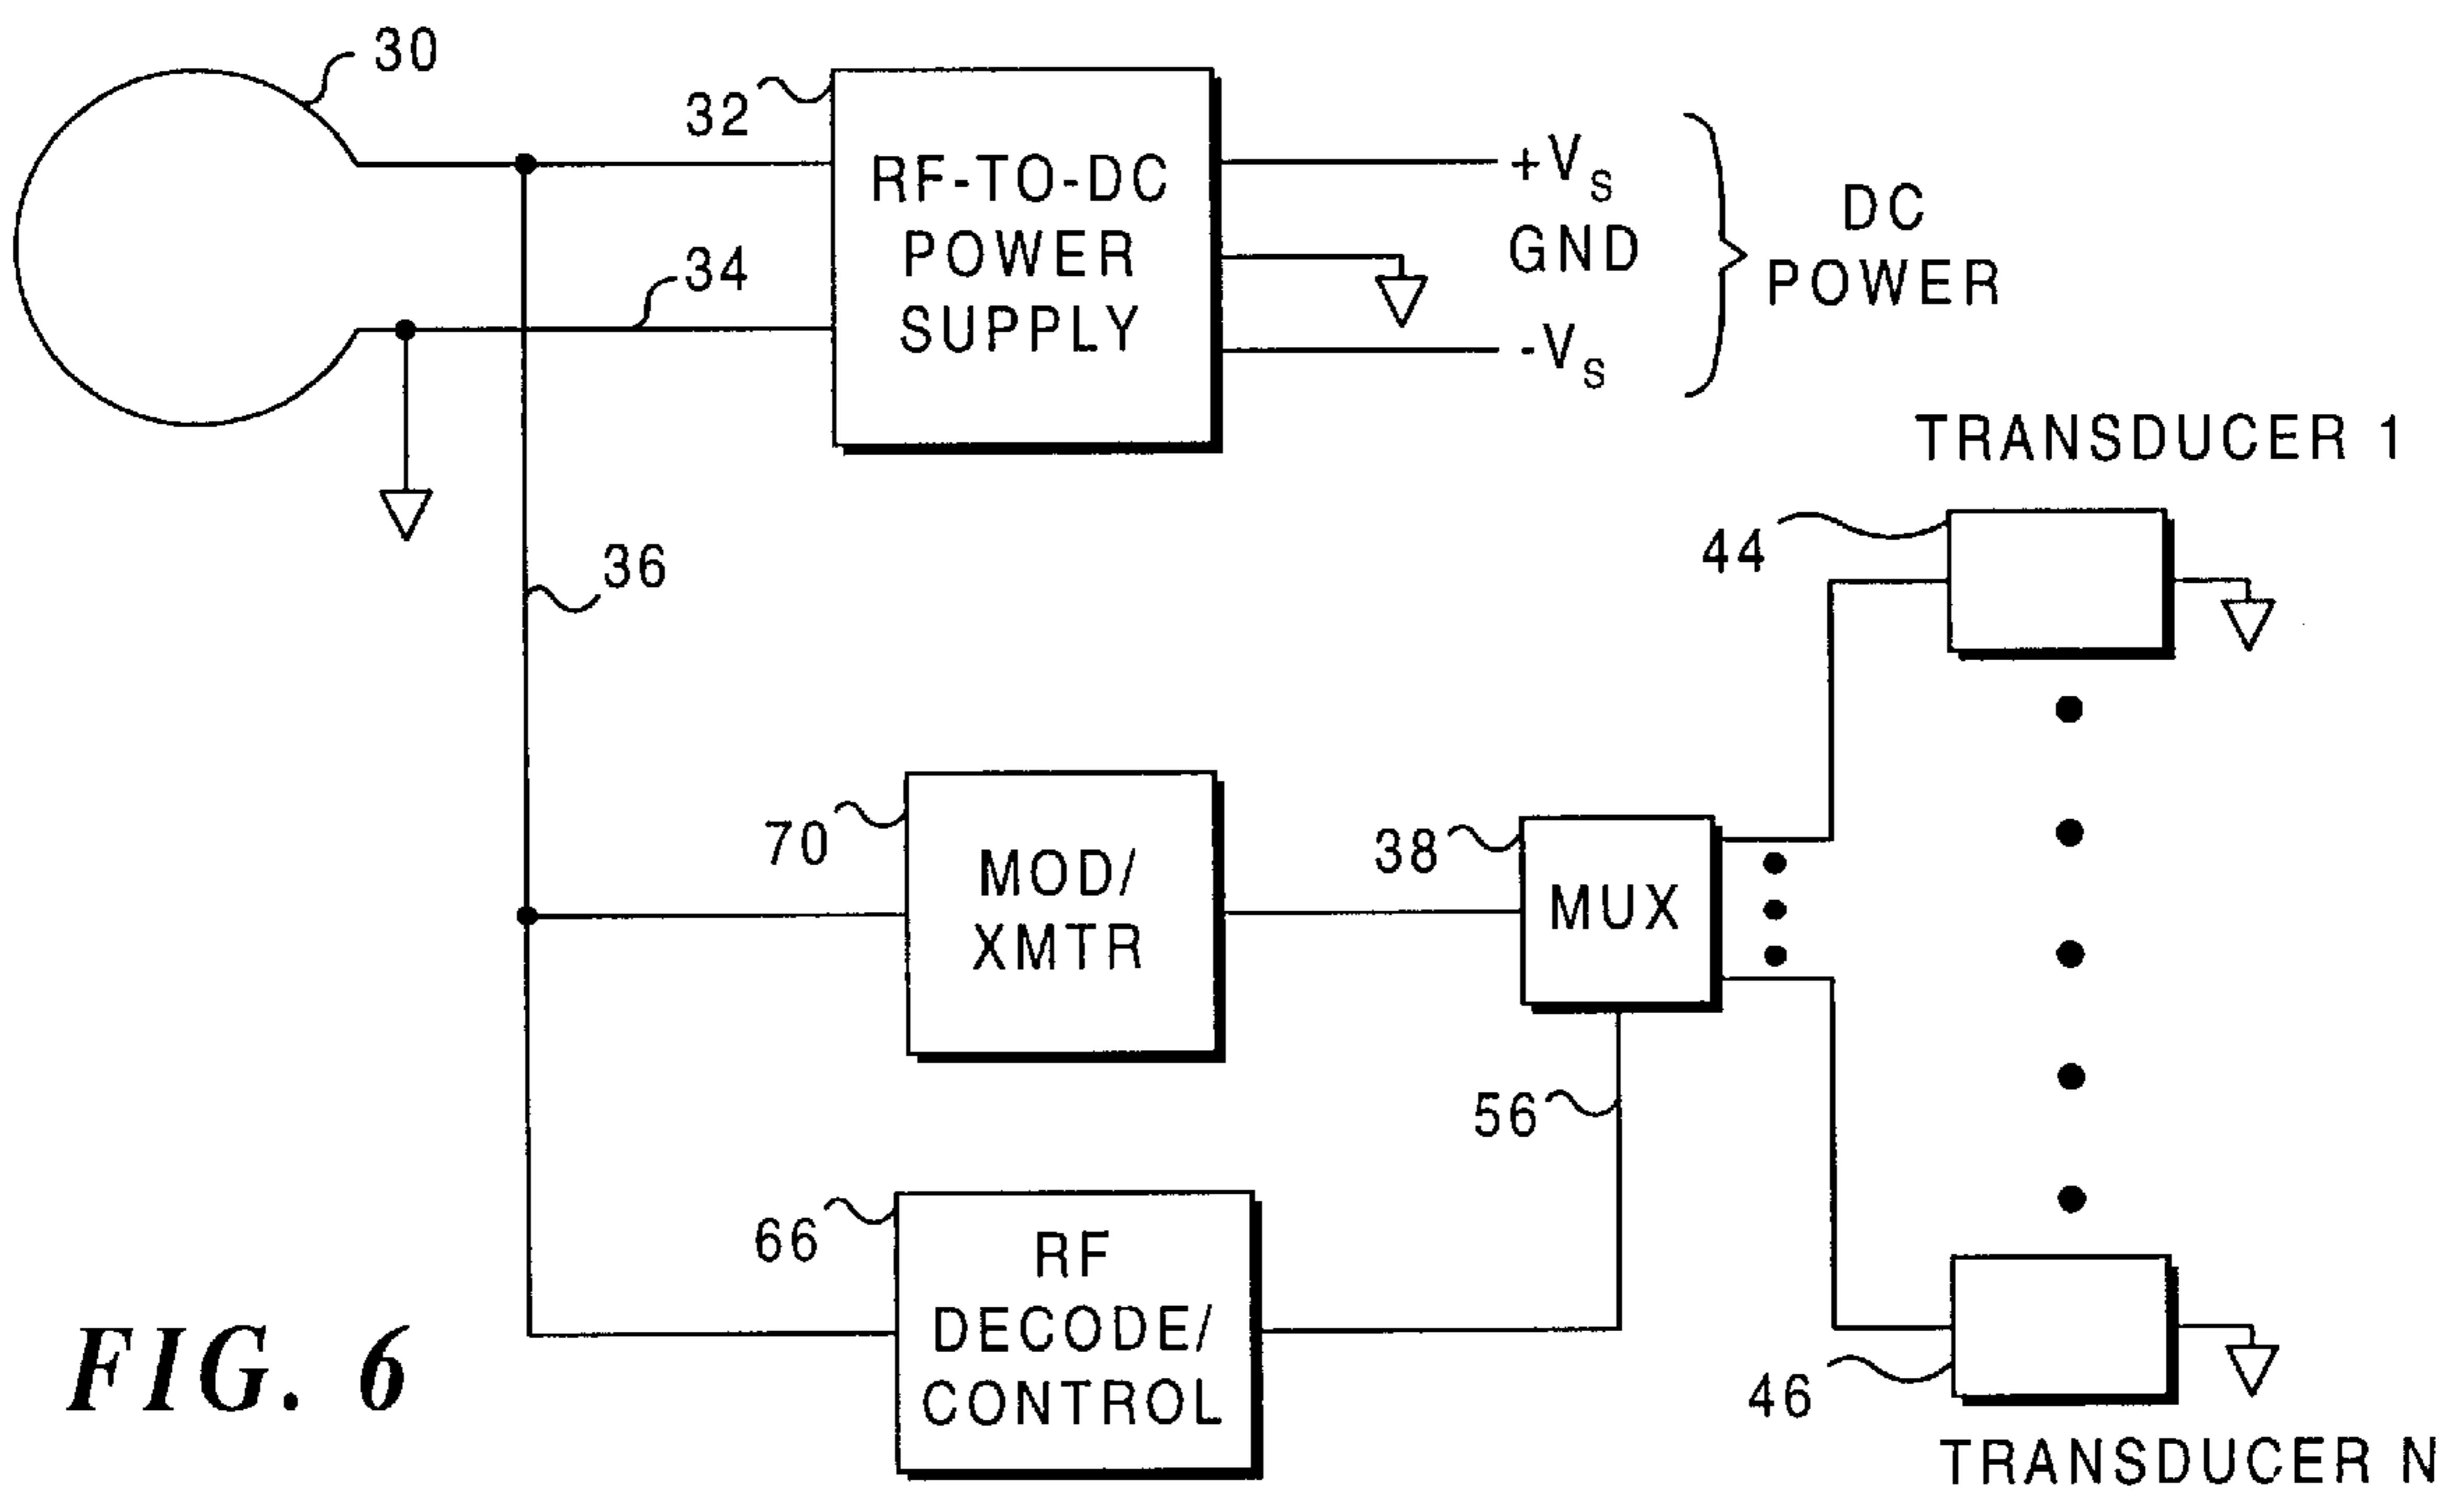 30
32
RF-TO-DC
POWER
SUPPLY
+VS
GND
-VS
DC
POWER
34
TRANSDUCER 1
44
36
70
MOD/
XMTR
38
MUX
56
66
RF
DECODE/
CONTROL
46
TRANSDUCER N
FIG. 6